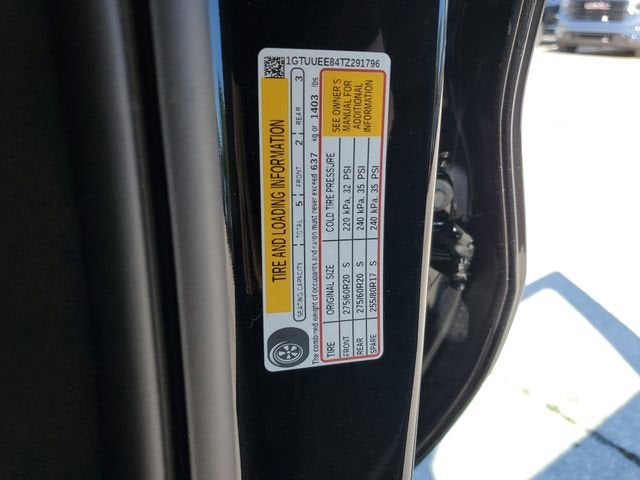 1GTUUEE84TZ291796
TIRE AND LOADING INFORMATION
SEATING CAPACITY TOTAL 5 FRONT 2 REAR 3
The combined weight of occupants and cargo must never exceed 637 kg or 1403 lbs
TIRE ORIGINAL SIZE COLD TIRE PRESSURE
FRONT 275/60R20 S 220 kPa, 32 PSI
REAR 275/60R20 S 240 kPa, 35 PSI
SPARE 255/80R17 S 240 kPa, 35 PSI
SEE OWNER'S
MANUAL FOR
ADDITIONAL
INFORMATION
GMC